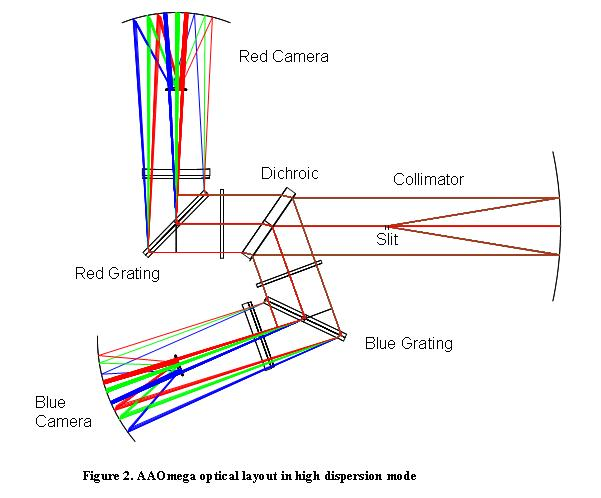 Red Camera
Dichroic
Collimator
Slit
Red Grating
Blue Grating
Blue
Camera
Figure 2. AAOmega optical layout in high dispersion mode